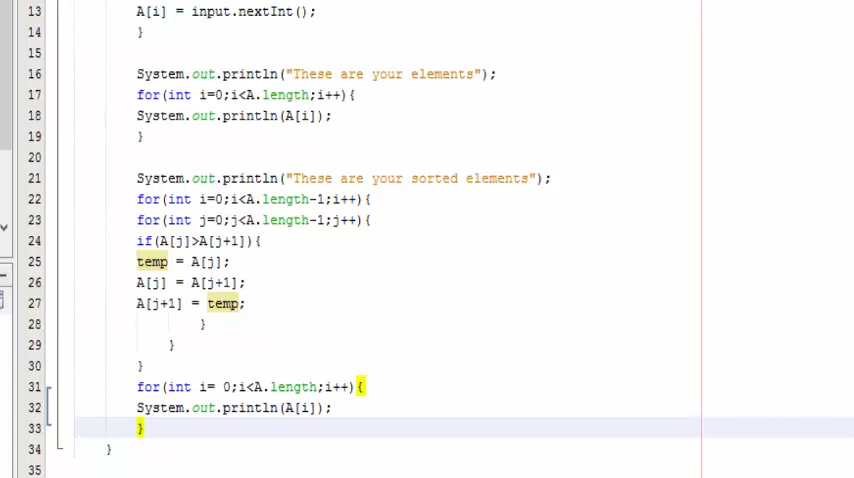 13 A[i] = input.nextInt();
14 }
15
16 System.out.println("These are your elements");
17 for(int i=0;i<A.length;i++){
18 System.out.println(A[i]);
19 }
20
21 System.out.println("These are your sorted elements");
22 for(int i=0;i<A.length-1;i++){
23 for(int j=0;j<A.length-1;j++){
24 if(A[j]>A[j+1]){
25 temp = A[j];
26 A[j] = A[j+1];
27 A[j+1] = temp;
28 }
29 }
30 }
31 for(int i= 0;i<A.length;i++){
32 System.out.println(A[i]);
33 }
34 }
35